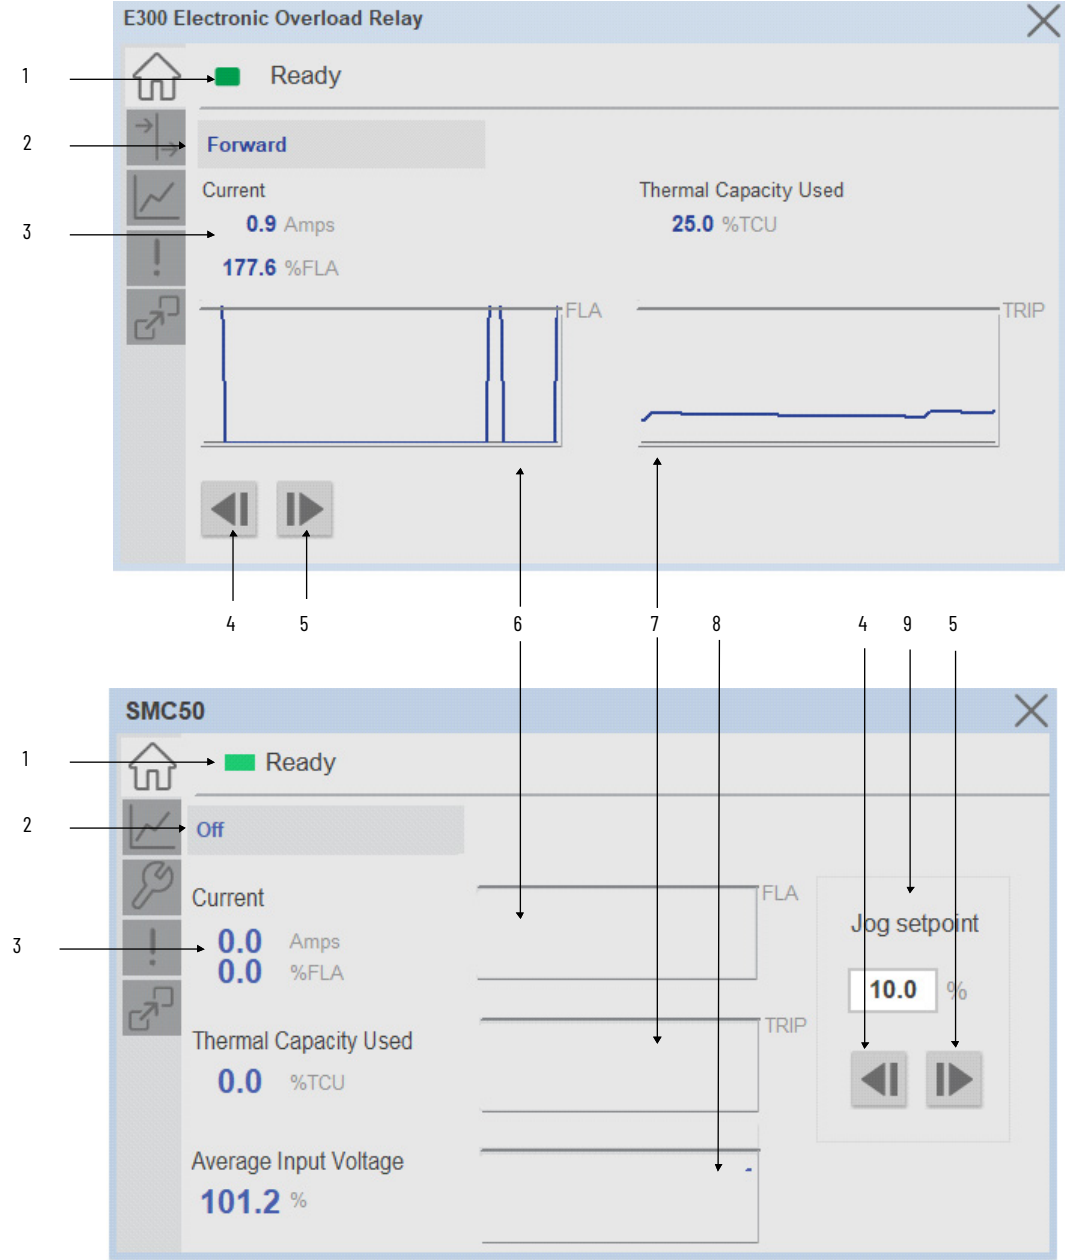 E300 Electronic Overload Relay
1
Ready
2
Forward
Current
Thermal Capacity Used
3
0.9 Amps
25.0 %TCU
177.6 %FLA
FLA
TRIP
4 5 6 7 8 4 9 5
SMC50
1
Ready
2
Off
Current
FLA
Jog setpoint
3
0.0 Amps
0.0 %FLA
10.0 %
TRIP
Thermal Capacity Used
0.0 %TCU
Average Input Voltage
101.2 %